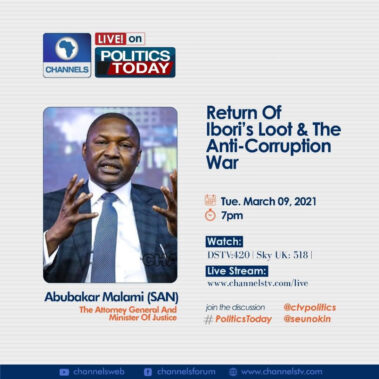 CHANNELS
LIVE! on
POLITICS
TODAY
Return Of
Ibori's Loot & The
Anti-Corruption
War
Tue. March 09, 2021
7pm
Watch:
DSTV:420 | Sky UK: 518 |
Live Stream:
www.channelstv.com/live
Abubakar Malami (SAN)
The Attorney General And
Minister Of Justice
join the discussion @ctvpolitics
# PoliticsToday @seunokin
channelsweb channelsforum www.channelstv.com